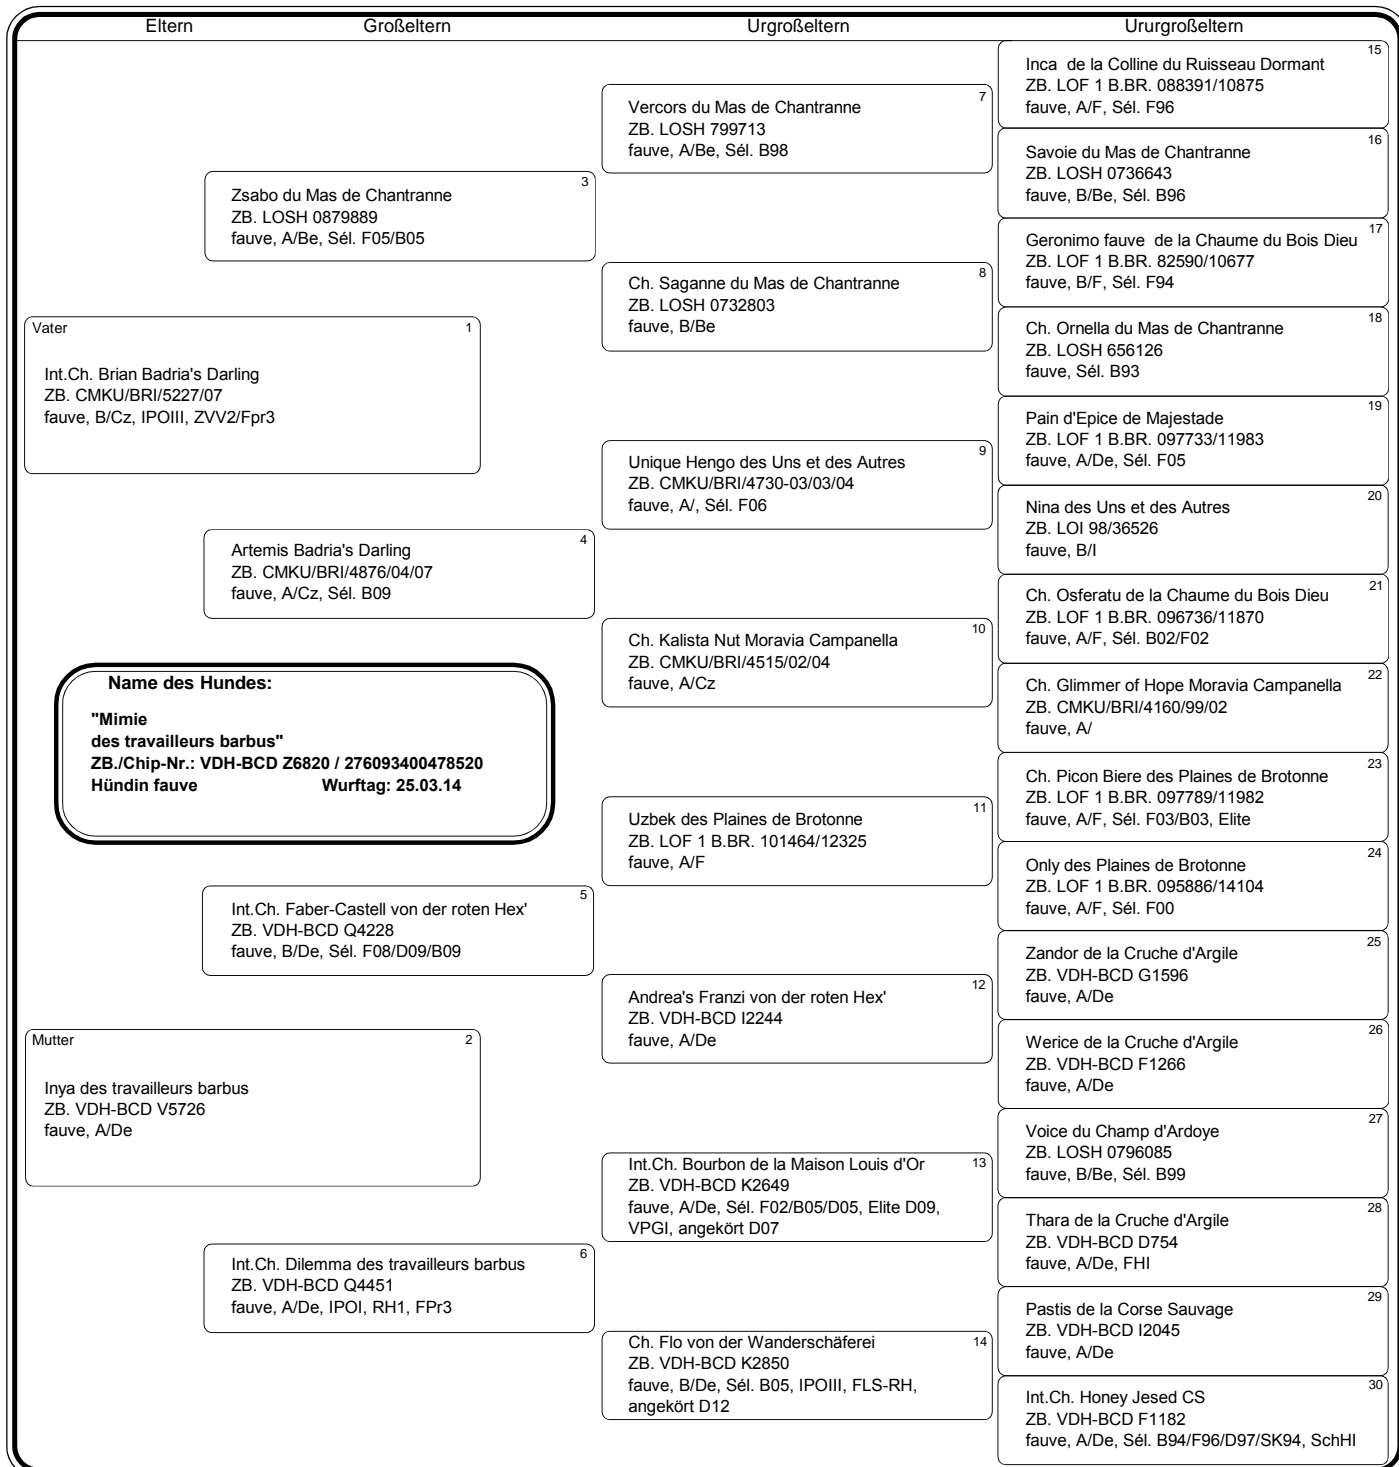 Eltern
Großeltern
Urgroßeltern
Ururgroßeltern
Vater 1
Int.Ch. Brian Badria's Darling
ZB. CMKU/BRI/5227/07
fauve, B/Cz, IPOIII, ZVV2/Fpr3
Mutter 2
Inya des travailleurs barbus
ZB. VDH-BCD V5726
fauve, A/De
Name des Hundes:
"Mimie
des travailleurs barbus"
ZB./Chip-Nr.: VDH-BCD Z6820 / 276093400478520
Hündin fauve Wurftag: 25.03.14
3
Zsabo du Mas de Chantranne
ZB. LOSH 0879889
fauve, A/Be, Sél. F05/B05
4
Artemis Badria's Darling
ZB. CMKU/BRI/4876/04/07
fauve, A/Cz, Sél. B09
5
Int.Ch. Faber-Castell von der roten Hex'
ZB. VDH-BCD Q4228
fauve, B/De, Sél. F08/D09/B09
6
Int.Ch. Dilemma des travailleurs barbus
ZB. VDH-BCD Q4451
fauve, A/De, IPOI, RH1, FPr3
7
Vercors du Mas de Chantranne
ZB. LOSH 799713
fauve, A/Be, Sél. B98
8
Ch. Saganne du Mas de Chantranne
ZB. LOSH 0732803
fauve, B/Be
9
Unique Hengo des Uns et des Autres
ZB. CMKU/BRI/4730-03/03/04
fauve, A/, Sél. F06
10
Ch. Kalista Nut Moravia Campanella
ZB. CMKU/BRI/4515/02/04
fauve, A/Cz
11
Uzbek des Plaines de Brotonne
ZB. LOF 1 B.BR. 101464/12325
fauve, A/F
12
Andrea's Franzi von der roten Hex'
ZB. VDH-BCD I2244
fauve, A/De
13
Int.Ch. Bourbon de la Maison Louis d'Or
ZB. VDH-BCD K2649
fauve, A/De, Sél. F02/B05/D05, Elite D09,
VPGI, angekört D07
14
Ch. Flo von der Wanderschäferei
ZB. VDH-BCD K2850
fauve, B/De, Sél. B05, IPOIII, FLS-RH,
angekört D12
15
Inca de la Colline du Ruisseau Dormant
ZB. LOF 1 B.BR. 088391/10875
fauve, A/F, Sél. F96
16
Savoie du Mas de Chantranne
ZB. LOSH 0736643
fauve, B/Be, Sél. B96
17
Geronimo fauve de la Chaume du Bois Dieu
ZB. LOF 1 B.BR. 82590/10677
fauve, B/F, Sél. F94
18
Ch. Ornella du Mas de Chantranne
ZB. LOSH 656126
fauve, Sél. B93
19
Pain d'Epice de Majestade
ZB. LOF 1 B.BR. 097733/11983
fauve, A/De, Sél. F05
20
Nina des Uns et des Autres
ZB. LOI 98/36526
fauve, B/I
21
Ch. Osferatu de la Chaume du Bois Dieu
ZB. LOF 1 B.BR. 096736/11870
fauve, A/F, Sél. B02/F02
22
Ch. Glimmer of Hope Moravia Campanella
ZB. CMKU/BRI/4160/99/02
fauve, A/
23
Ch. Picon Biere des Plaines de Brotonne
ZB. LOF 1 B.BR. 097789/11982
fauve, A/F, Sél. F03/B03, Elite
24
Only des Plaines de Brotonne
ZB. LOF 1 B.BR. 095886/14104
fauve, A/F, Sél. F00
25
Zandor de la Cruche d'Argile
ZB. VDH-BCD G1596
fauve, A/De
26
Werice de la Cruche d'Argile
ZB. VDH-BCD F1266
fauve, A/De
27
Voice du Champ d'Ardoye
ZB. LOSH 0796085
fauve, B/Be, Sél. B99
28
Thara de la Cruche d'Argile
ZB. VDH-BCD D754
fauve, A/De, FHI
29
Pastis de la Corse Sauvage
ZB. VDH-BCD I2045
fauve, A/De
30
Int.Ch. Honey Jesed CS
ZB. VDH-BCD F1182
fauve, A/De, Sél. B94/F96/D97/SK94, SchHI